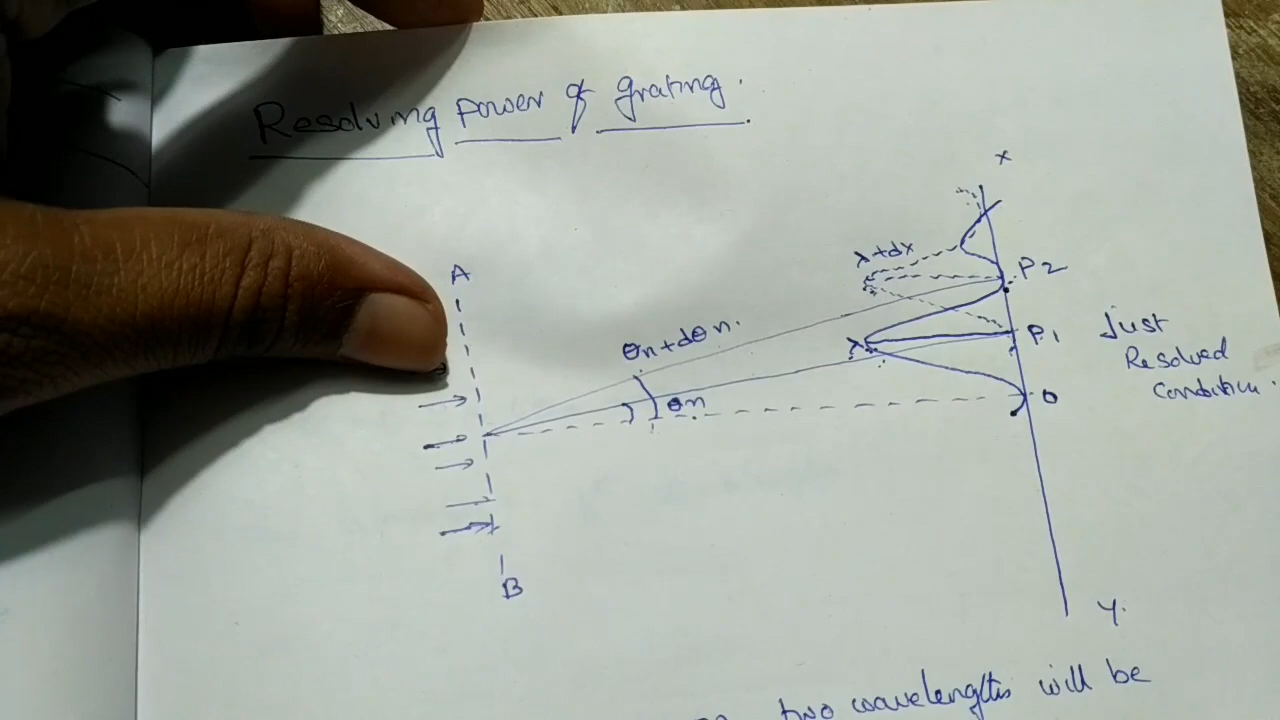 Resolving power of grating.
X
A
λ+dλ
P2
θn+dθn.
λ
P1
Just
Resolved
Condition.
θn
O
B
Y.
two wavelengths will be